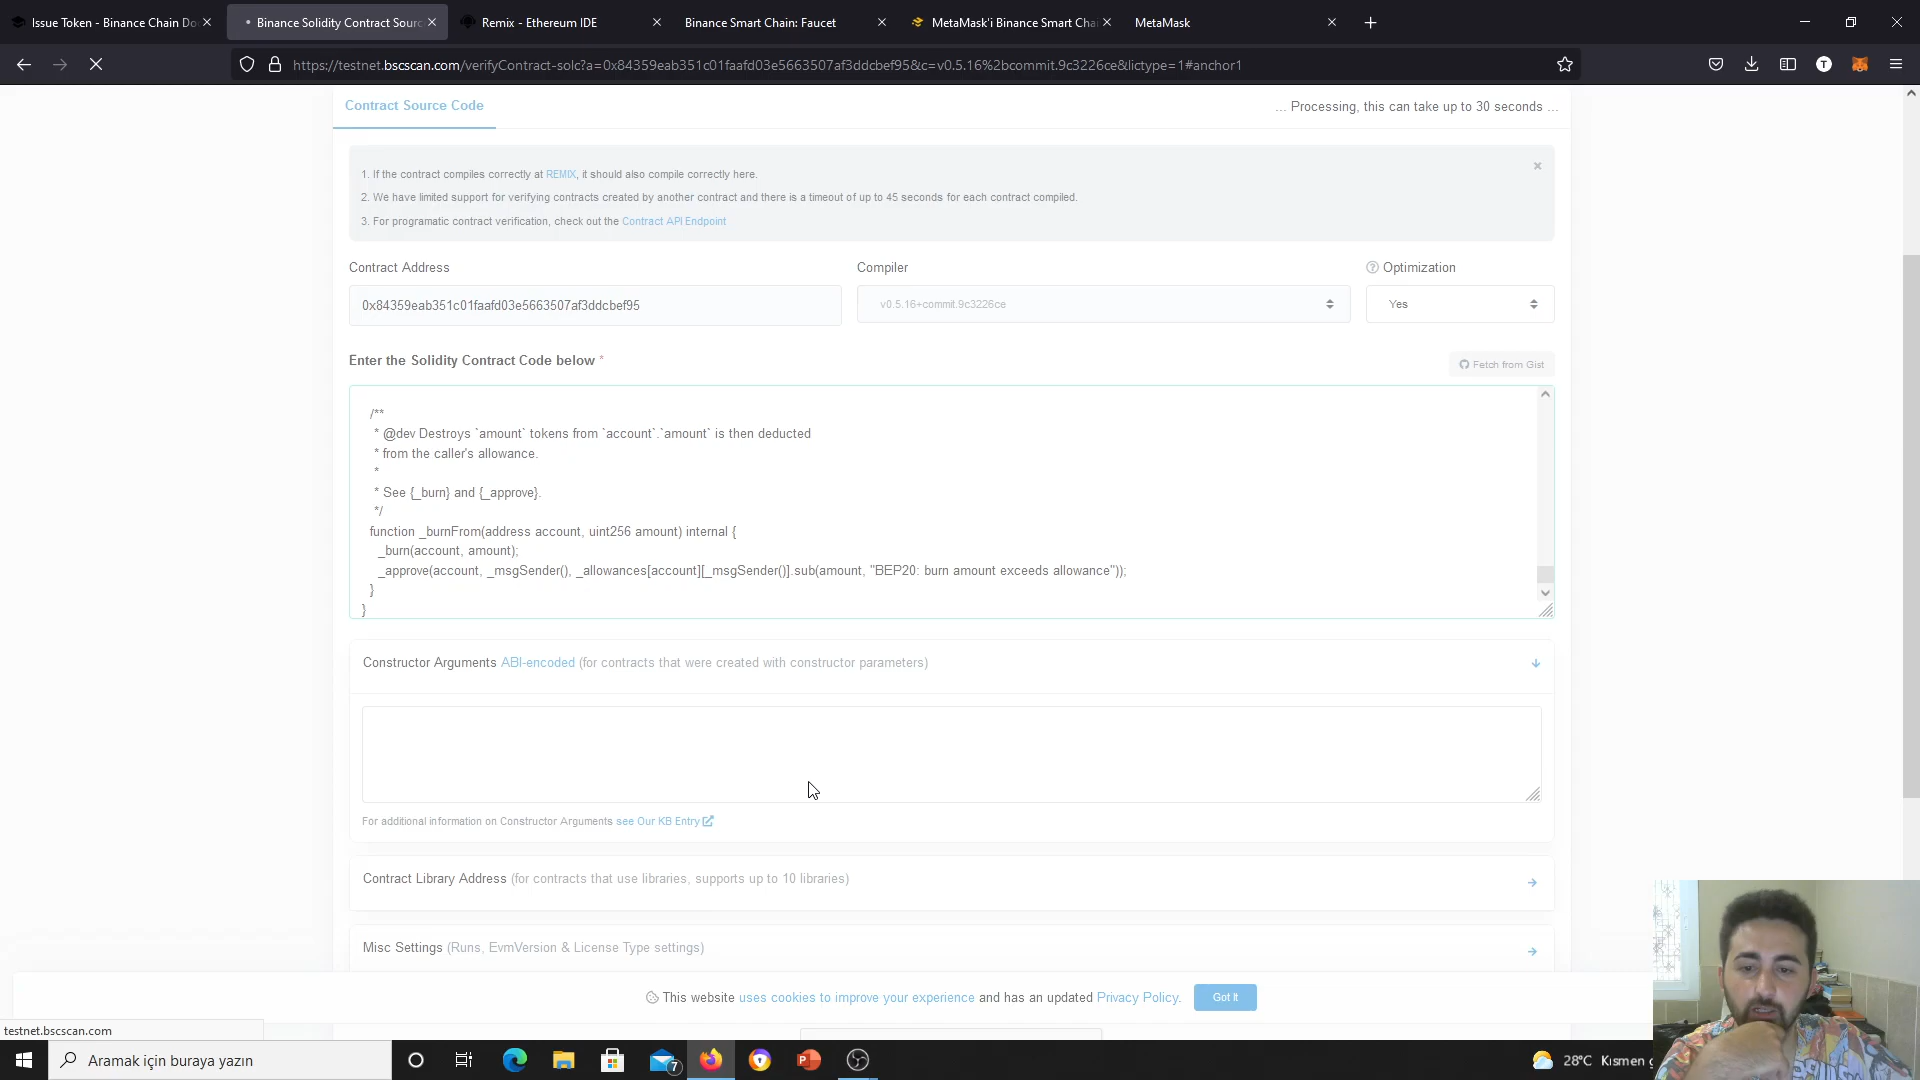 Issue Token - Binance Chain Do
Binance Solidity Contract Sourc
Remix - Ethereum IDE
Binance Smart Chain: Faucet
MetaMask'i Binance Smart Cha
MetaMask
https://testnet.bscscan.com/verifyContract-solc?a=0x84359eab351c01faafd03e5663507af3ddcbef95&c=v0.5.16%2bcommit.9c3226ce&lictype=1#anchor1
T
Contract Source Code
... Processing, this can take up to 30 seconds ...
1. If the contract compiles correctly at REMIX, it should also compile correctly here.
2. We have limited support for verifying contracts created by another contract and there is a timeout of up to 45 seconds for each contract compiled.
3. For programatic contract verification, check out the Contract API Endpoint
Contract Address
Compiler
Optimization
0x84359eab351c01faafd03e5663507af3ddcbef95
v0.5.16+commit.9c3226ce
Yes
Enter the Solidity Contract Code below *
Fetch from Gist
/**
* @dev Destroys `amount` tokens from `account`.`amount` is then deducted
* from the caller's allowance.
*
* See {_burn} and {_approve}.
*/
function _burnFrom(address account, uint256 amount) internal {
_burn(account, amount);
_approve(account, _msgSender(), _allowances[account][_msgSender()].sub(amount, "BEP20: burn amount exceeds allowance"));
}
}
Constructor Arguments ABI-encoded (for contracts that were created with constructor parameters)
For additional information on Constructor Arguments see Our KB Entry
Contract Library Address (for contracts that use libraries, supports up to 10 libraries)
Misc Settings (Runs, EvmVersion & License Type settings)
This website uses cookies to improve your experience and has an updated Privacy Policy.
Got It
testnet.bscscan.com
Aramak için buraya yazın
7
28°C Kısmen